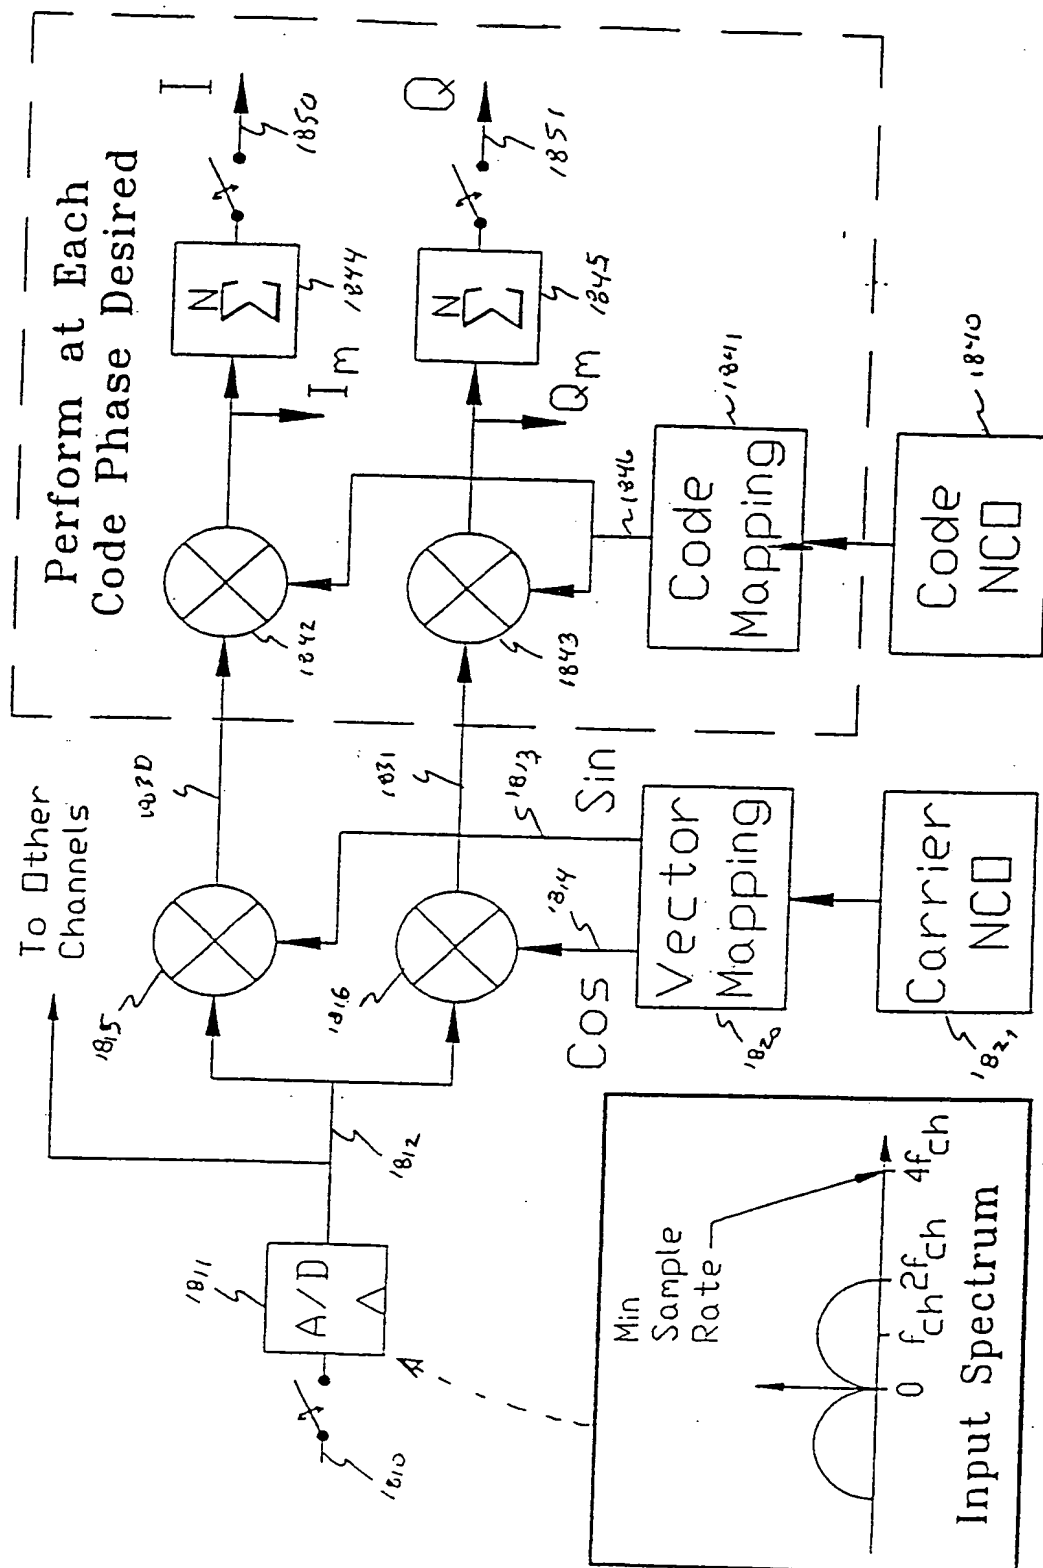 Perform at Each
Code Phase Desired
To Other
Channels
I
1850
Q
1851
N
Σ
1844
N
Σ
1845
I m
Q m
1842
1843
1846
1841
Code
Mapping
1840
Code
NCO
1830
1831
1813
Sin
1814
Cos
1815
1816
Vector
Mapping
1820
Carrier
NCO
1821
1812
1811
A/D
1810
Min
Sample
Rate
0
fch
2fch
4fch
Input Spectrum